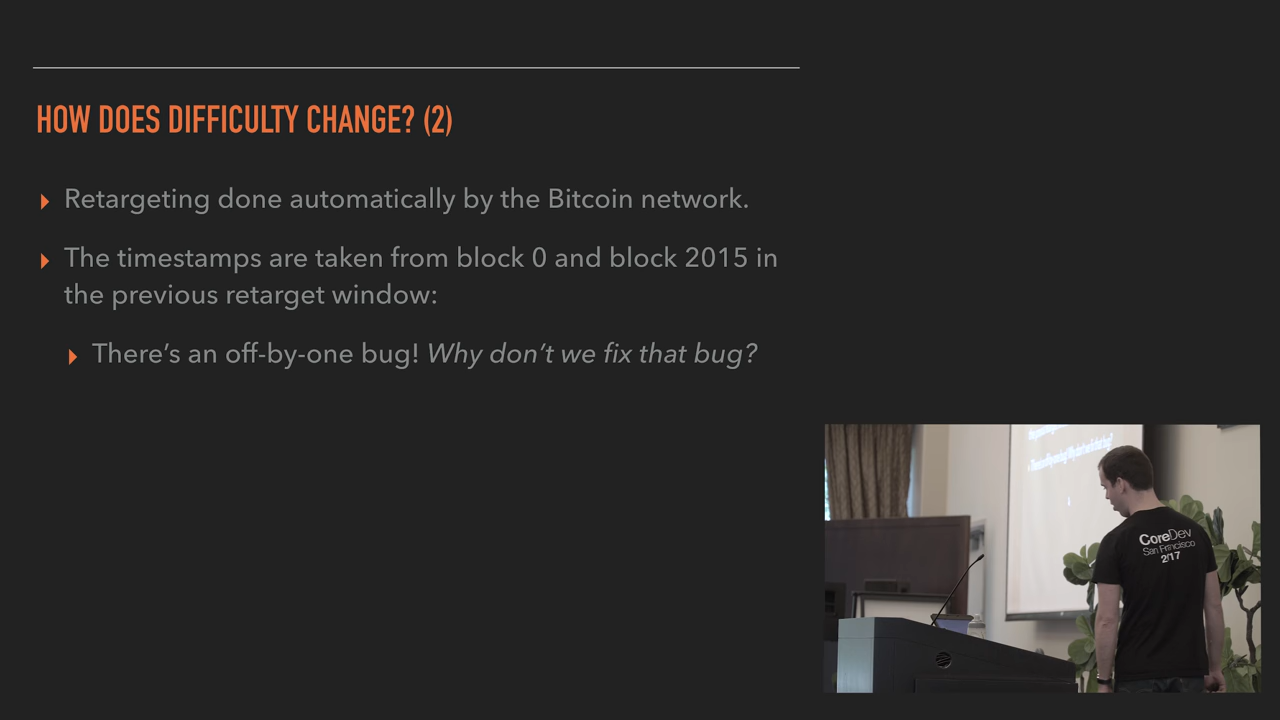 HOW DOES DIFFICULTY CHANGE? (2)
Retargeting done automatically by the Bitcoin network.
The timestamps are taken from block 0 and block 2015 in
the previous retarget window:
There’s an off-by-one bug! Why don’t we fix that bug?
CoreDev
San Francisco
2017